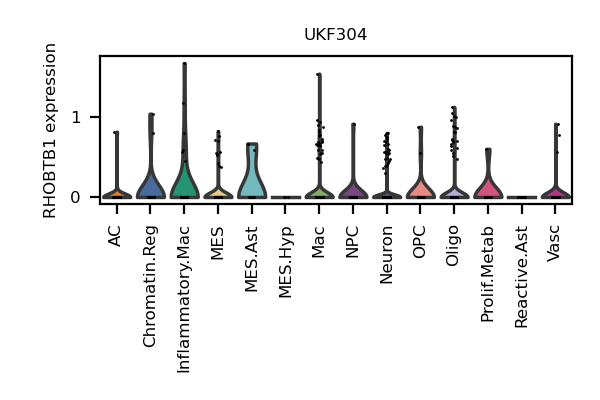 UKF304
RHOBTB1 expression
1
0
AC
Chromatin.Reg
Inflammatory.Mac
MES
MES.Ast
MES.Hyp
Mac
NPC
Neuron
OPC
Oligo
Prolif.Metab
Reactive.Ast
Vasc